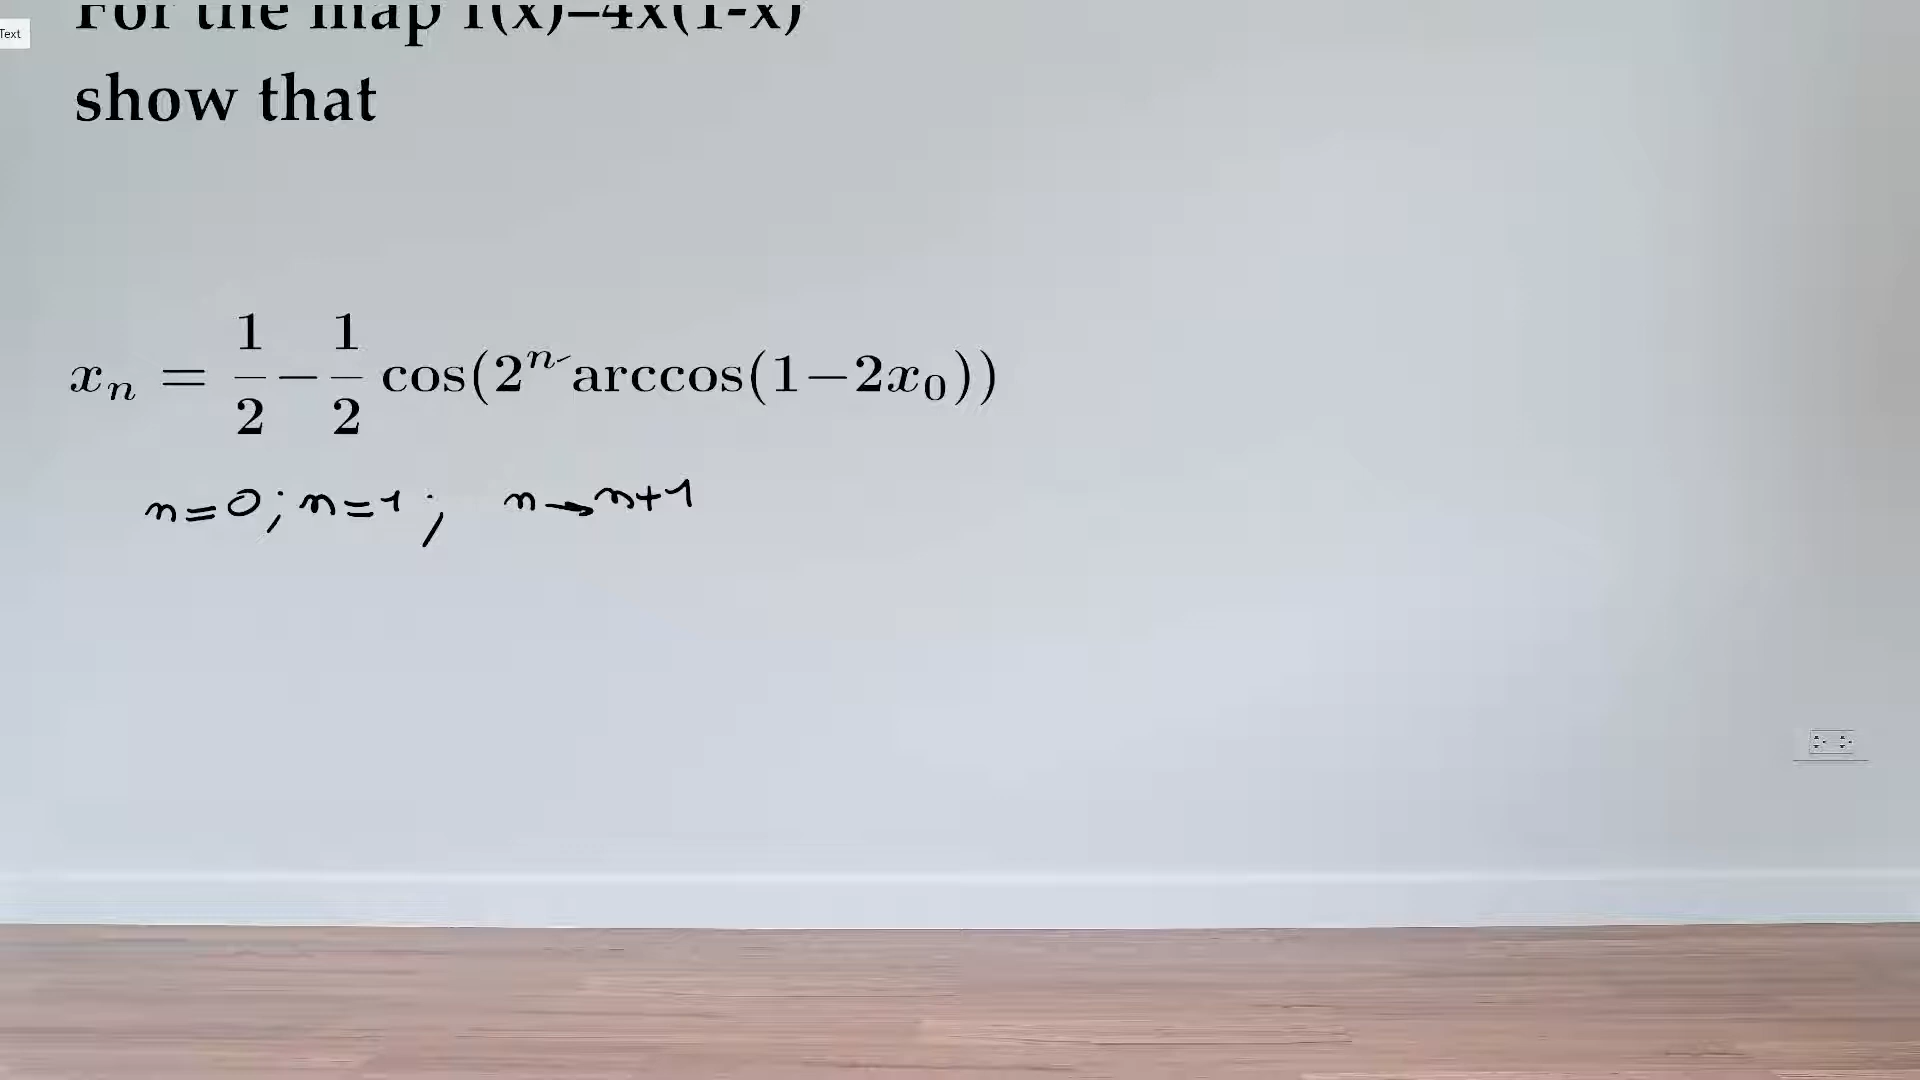 Text
For the map f(x)=4x(1-x)
show that
x_n = 1/2 - 1/2 cos(2^n arccos(1-2x_0))
n=0; n=1; n→n+1